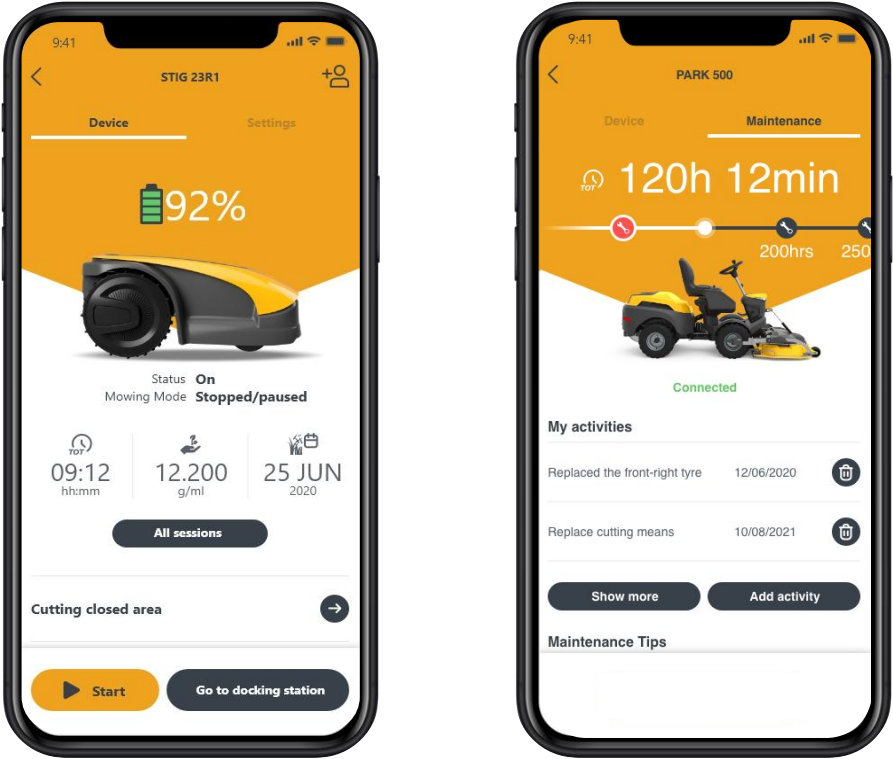 9:41
STIG 23R1
Device Settings
92%
Status On
Mowing Mode Stopped/paused
TOT
09:12 12.200 25 JUN
hh:mm g/ml 2020
All sessions
Cutting closed area
Start Go to docking station
9:41
PARK 500
Device Maintenance
TOT 120h 12min
200hrs 250
Connected
My activities
Replaced the front-right tyre 12/06/2020
Replace cutting means 10/08/2021
Show more Add activity
Maintenance Tips